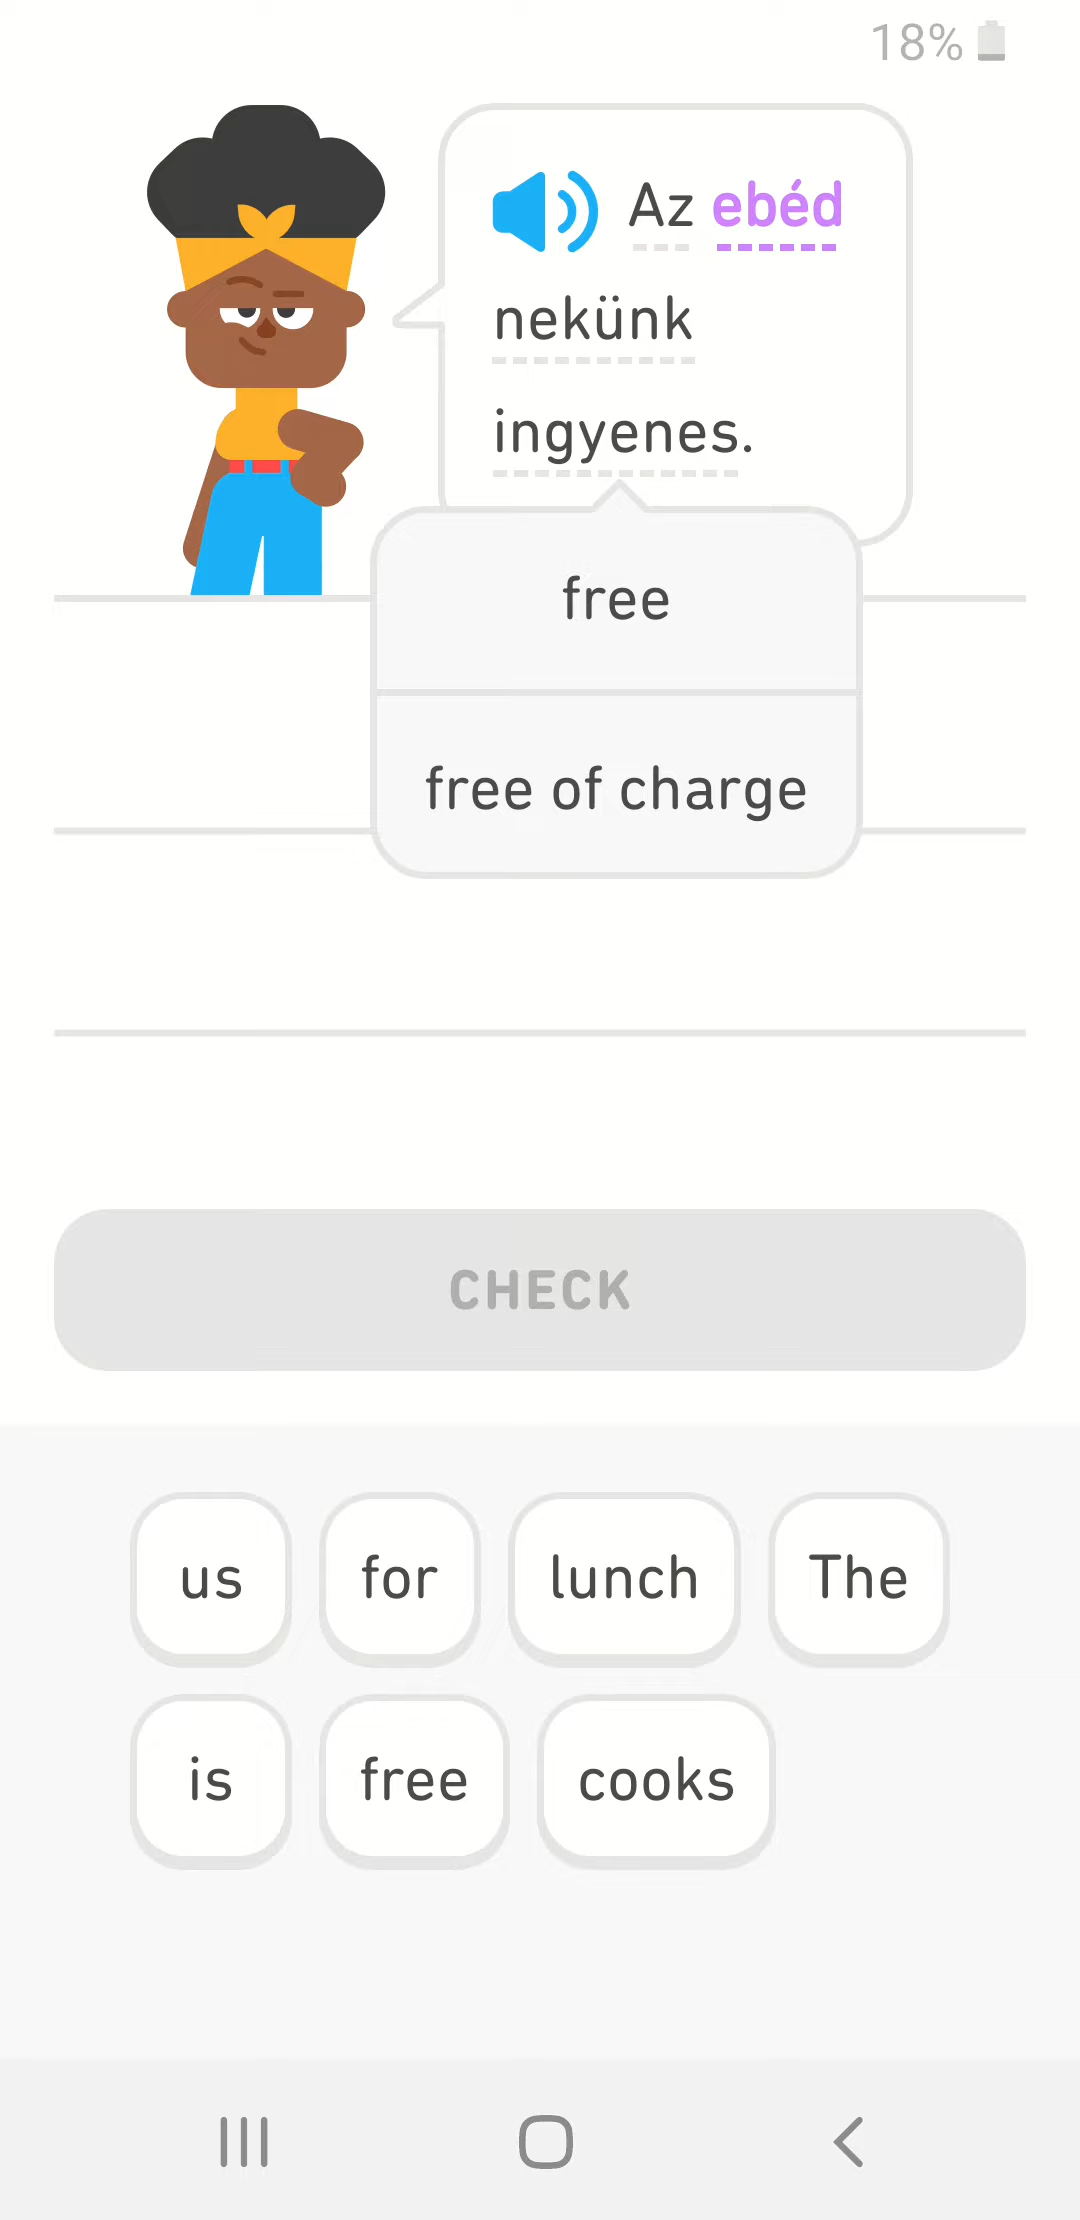 18%
Az ebéd
nekünk
ingyenes.
free
free of charge
CHECK
us for lunch The
is free cooks